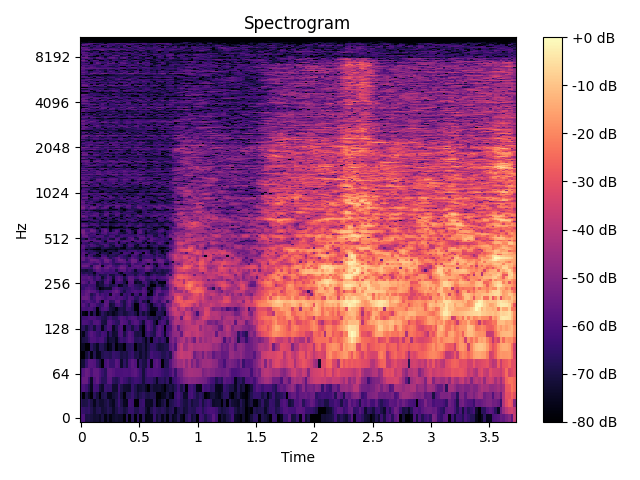 Spectrogram
8192
4096
2048
1024
512
256
128
64
0
Hz
0
0.5
1
1.5
2
2.5
3
3.5
Time
+0 dB
-10 dB
-20 dB
-30 dB
-40 dB
-50 dB
-60 dB
-70 dB
-80 dB